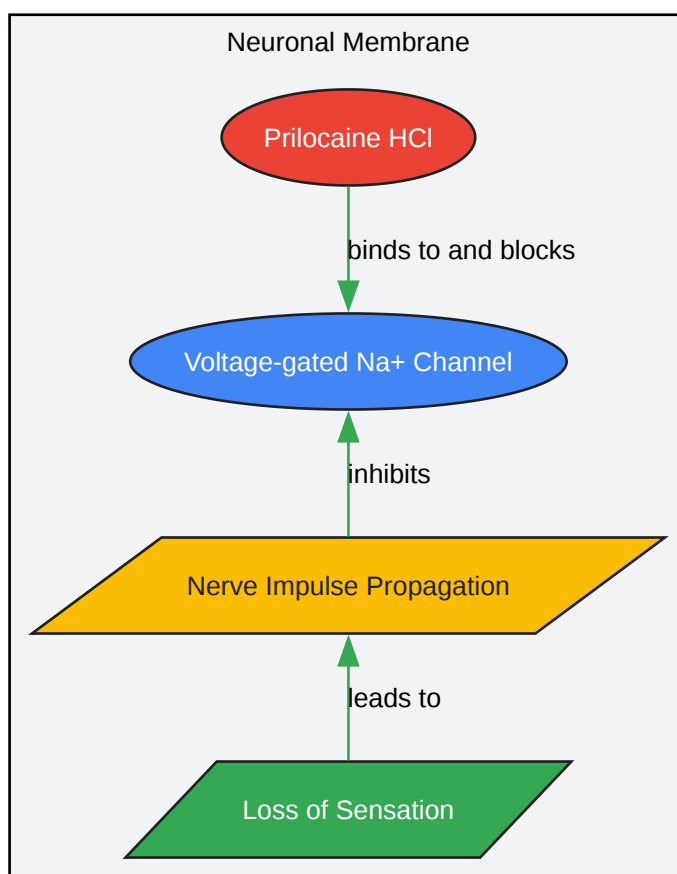 Neuronal Membrane
Prilocaine HCl
binds to and blocks
Voltage-gated Na+ Channel
inhibits
Nerve Impulse Propagation
leads to
Loss of Sensation